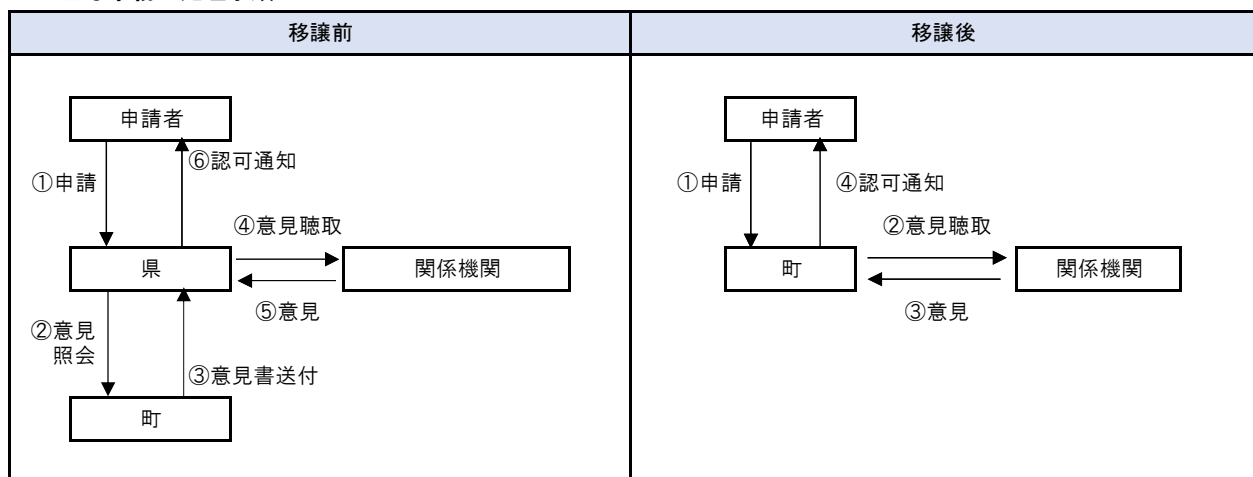 移譲前
移譲後
申請者
⑥認可通知
①申請
④意見聴取
県
関係機関
⑤意見
②意見
照会
③意見書送付
町
申請者
①申請
④認可通知
②意見聴取
町
関係機関
③意見